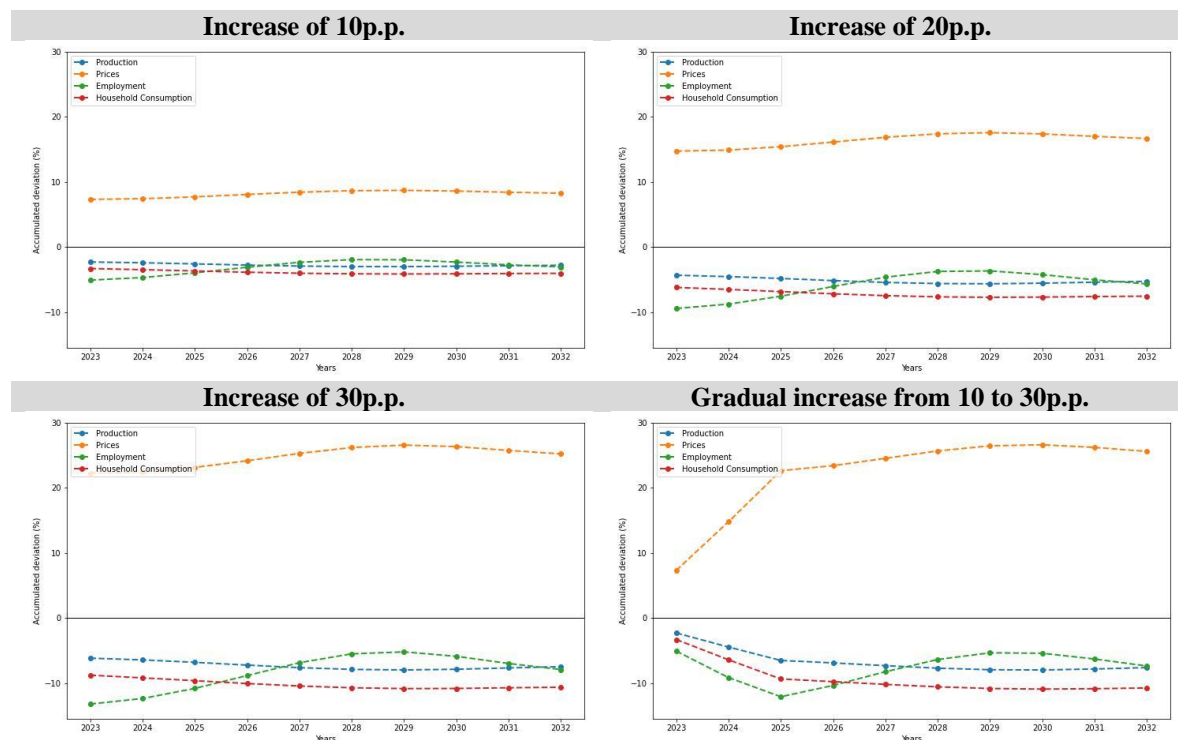 Increase of 10p.p.
Increase of 20p.p.
30
20
10
0
−10
Accumulated deviation (%)
Production
Prices
Employment
Household Consumption
2023 2024 2025 2026 2027 2028 2029 2030 2031 2032
Years
30
20
10
0
−10
Accumulated deviation (%)
Production
Prices
Employment
Household Consumption
2023 2024 2025 2026 2027 2028 2029 2030 2031 2032
Years
Increase of 30p.p.
Gradual increase from 10 to 30p.p.
30
20
10
0
−10
Accumulated deviation (%)
Production
Prices
Employment
Household Consumption
2023 2024 2025 2026 2027 2028 2029 2030 2031 2032
Years
30
20
10
0
−10
Accumulated deviation (%)
Production
Prices
Employment
Household Consumption
2023 2024 2025 2026 2027 2028 2029 2030 2031 2032
Years